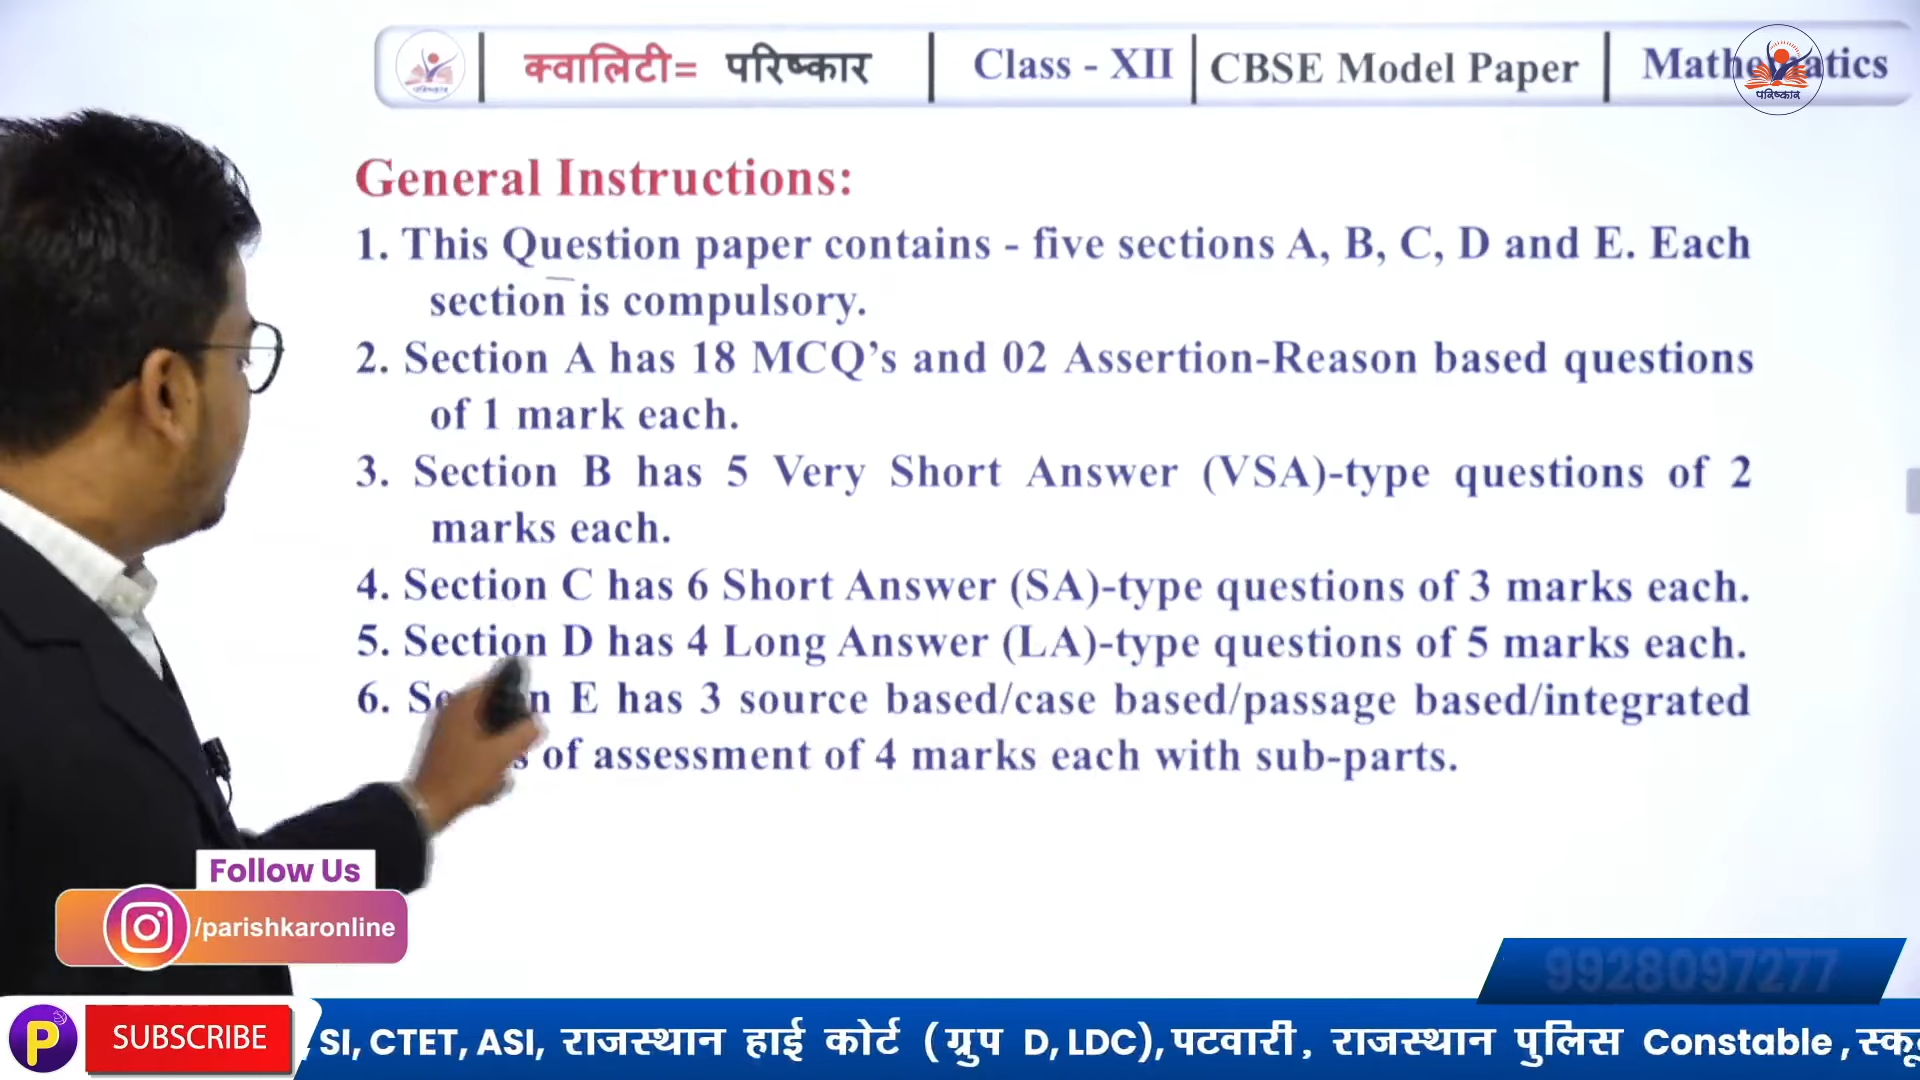 क्वालिटी= परिष्कार Class - XII CBSE Model Paper Mathematics
परिष्कार
General Instructions:
1. This Question paper contains - five sections A, B, C, D and E. Each
section is compulsory.
2. Section A has 18 MCQ's and 02 Assertion-Reason based questions
of 1 mark each.
3. Section B has 5 Very Short Answer (VSA)-type questions of 2
marks each.
4. Section C has 6 Short Answer (SA)-type questions of 3 marks each.
5. Section D has 4 Long Answer (LA)-type questions of 5 marks each.
6. E has 3 source based/case based/passage based/integrated
of assessment of 4 marks each with sub-parts.
Follow Us
/parishkaronline
9928097277
P SUBSCRIBE
, SI, CTET, ASI, राजस्थान हाई कोर्ट (ग्रुप D, LDC), पटवारी, राजस्थान पुलिस Constable ,